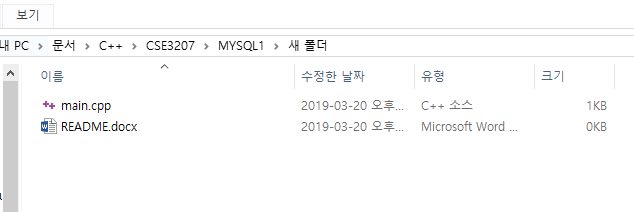 보기
내 PC > 문서 > C++ > CSE3207 > MYSQL1 > 새 폴더
이름 수정한 날짜 유형 크기
main.cpp 2019-03-20 오후... C++ 소스 1KB
README.docx 2019-03-20 오후... Microsoft Word ... 0KB